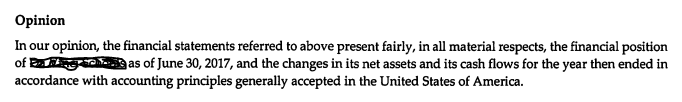 Opinion
In our opinion, the financial statements referred to above present fairly, in all material respects, the financial position
of as of June 30, 2017, and the changes in its net assets and its cash flows for the year then ended in
accordance with accounting principles generally accepted in the United States of America.